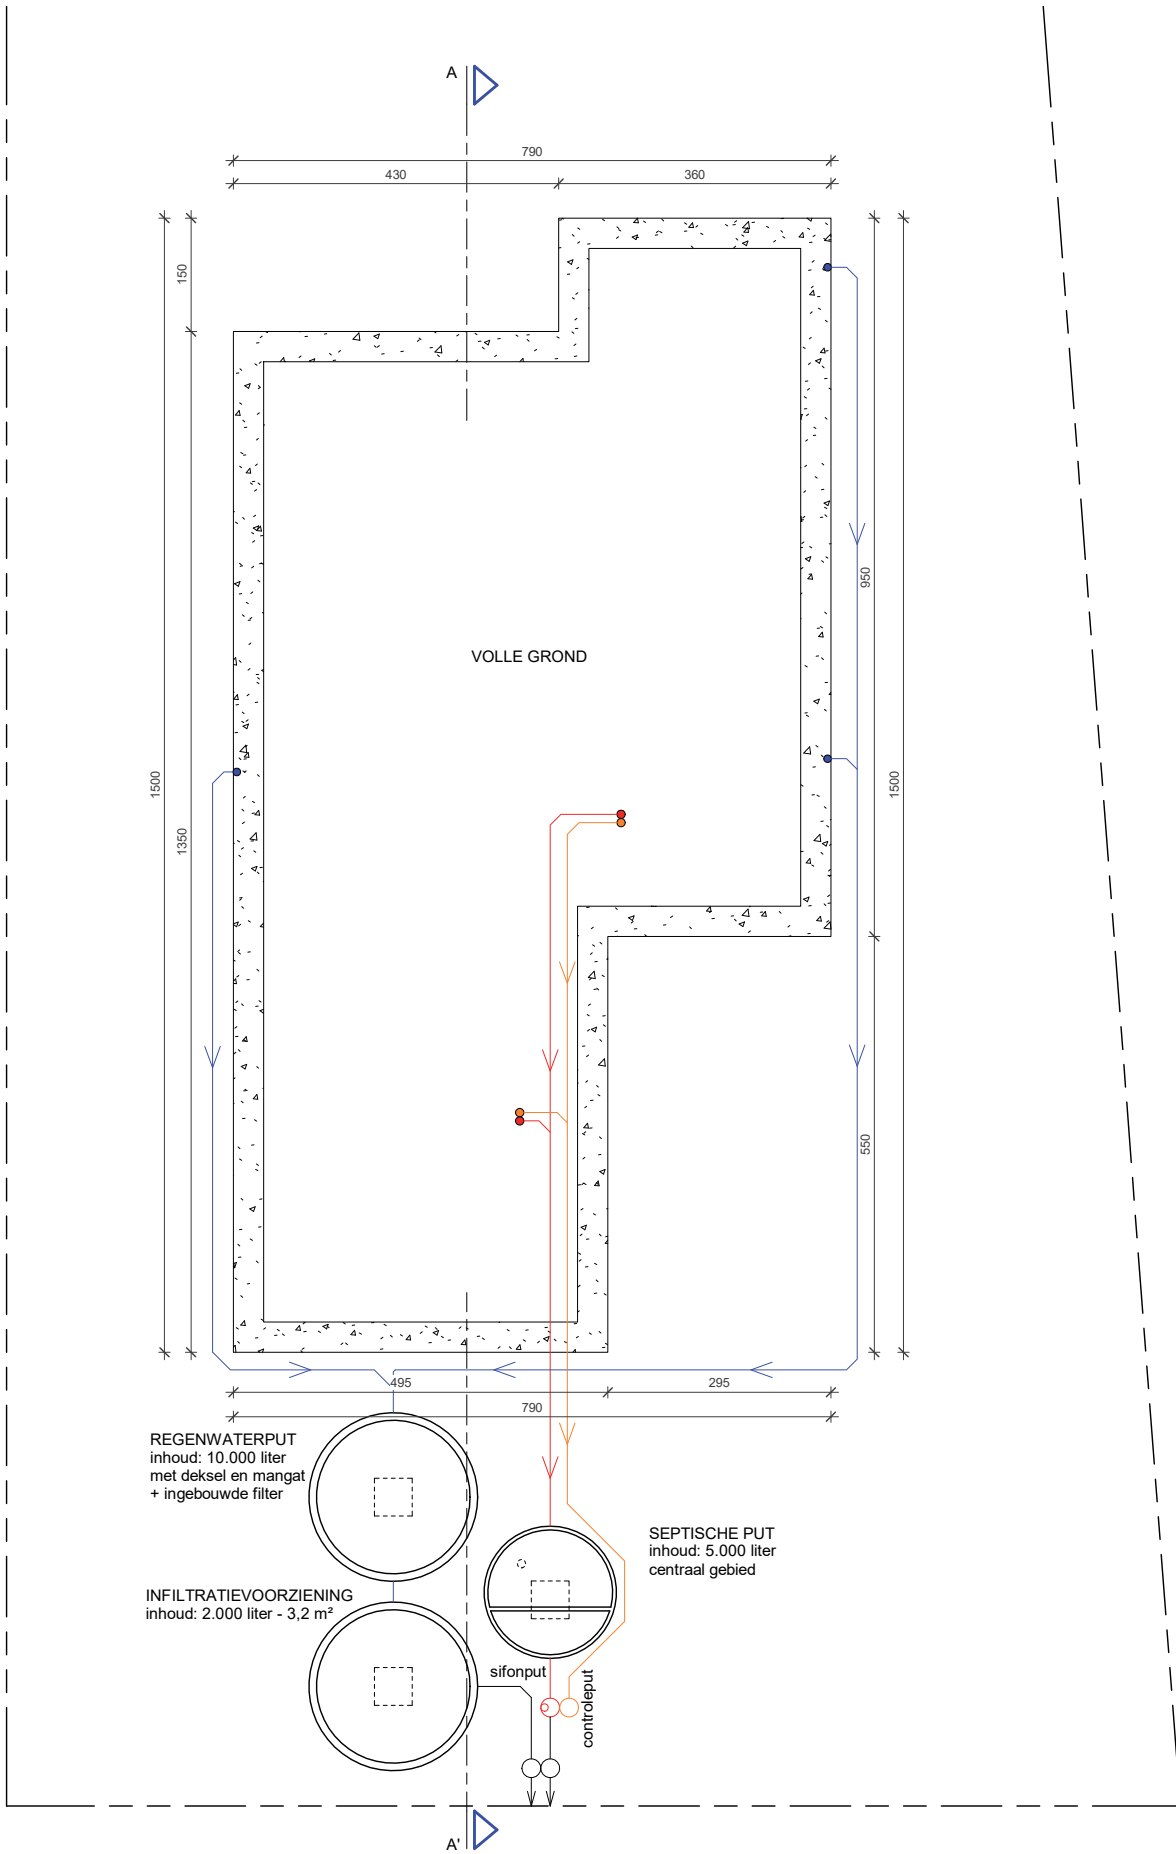 A
790
430
360
150
950
VOLLE GROND
1500
1350
1500
550
495
295
790
REGENWATERPUT
inhoud: 10.000 liter
met deksel en mangat
+ ingebouwde filter
SEPTISCHE PUT
inhoud: 5.000 liter
centraal gebied
INFILTRATIEVOORZIENING
inhoud: 2.000 liter - 3,2 m²
sifonput
controleput
A'